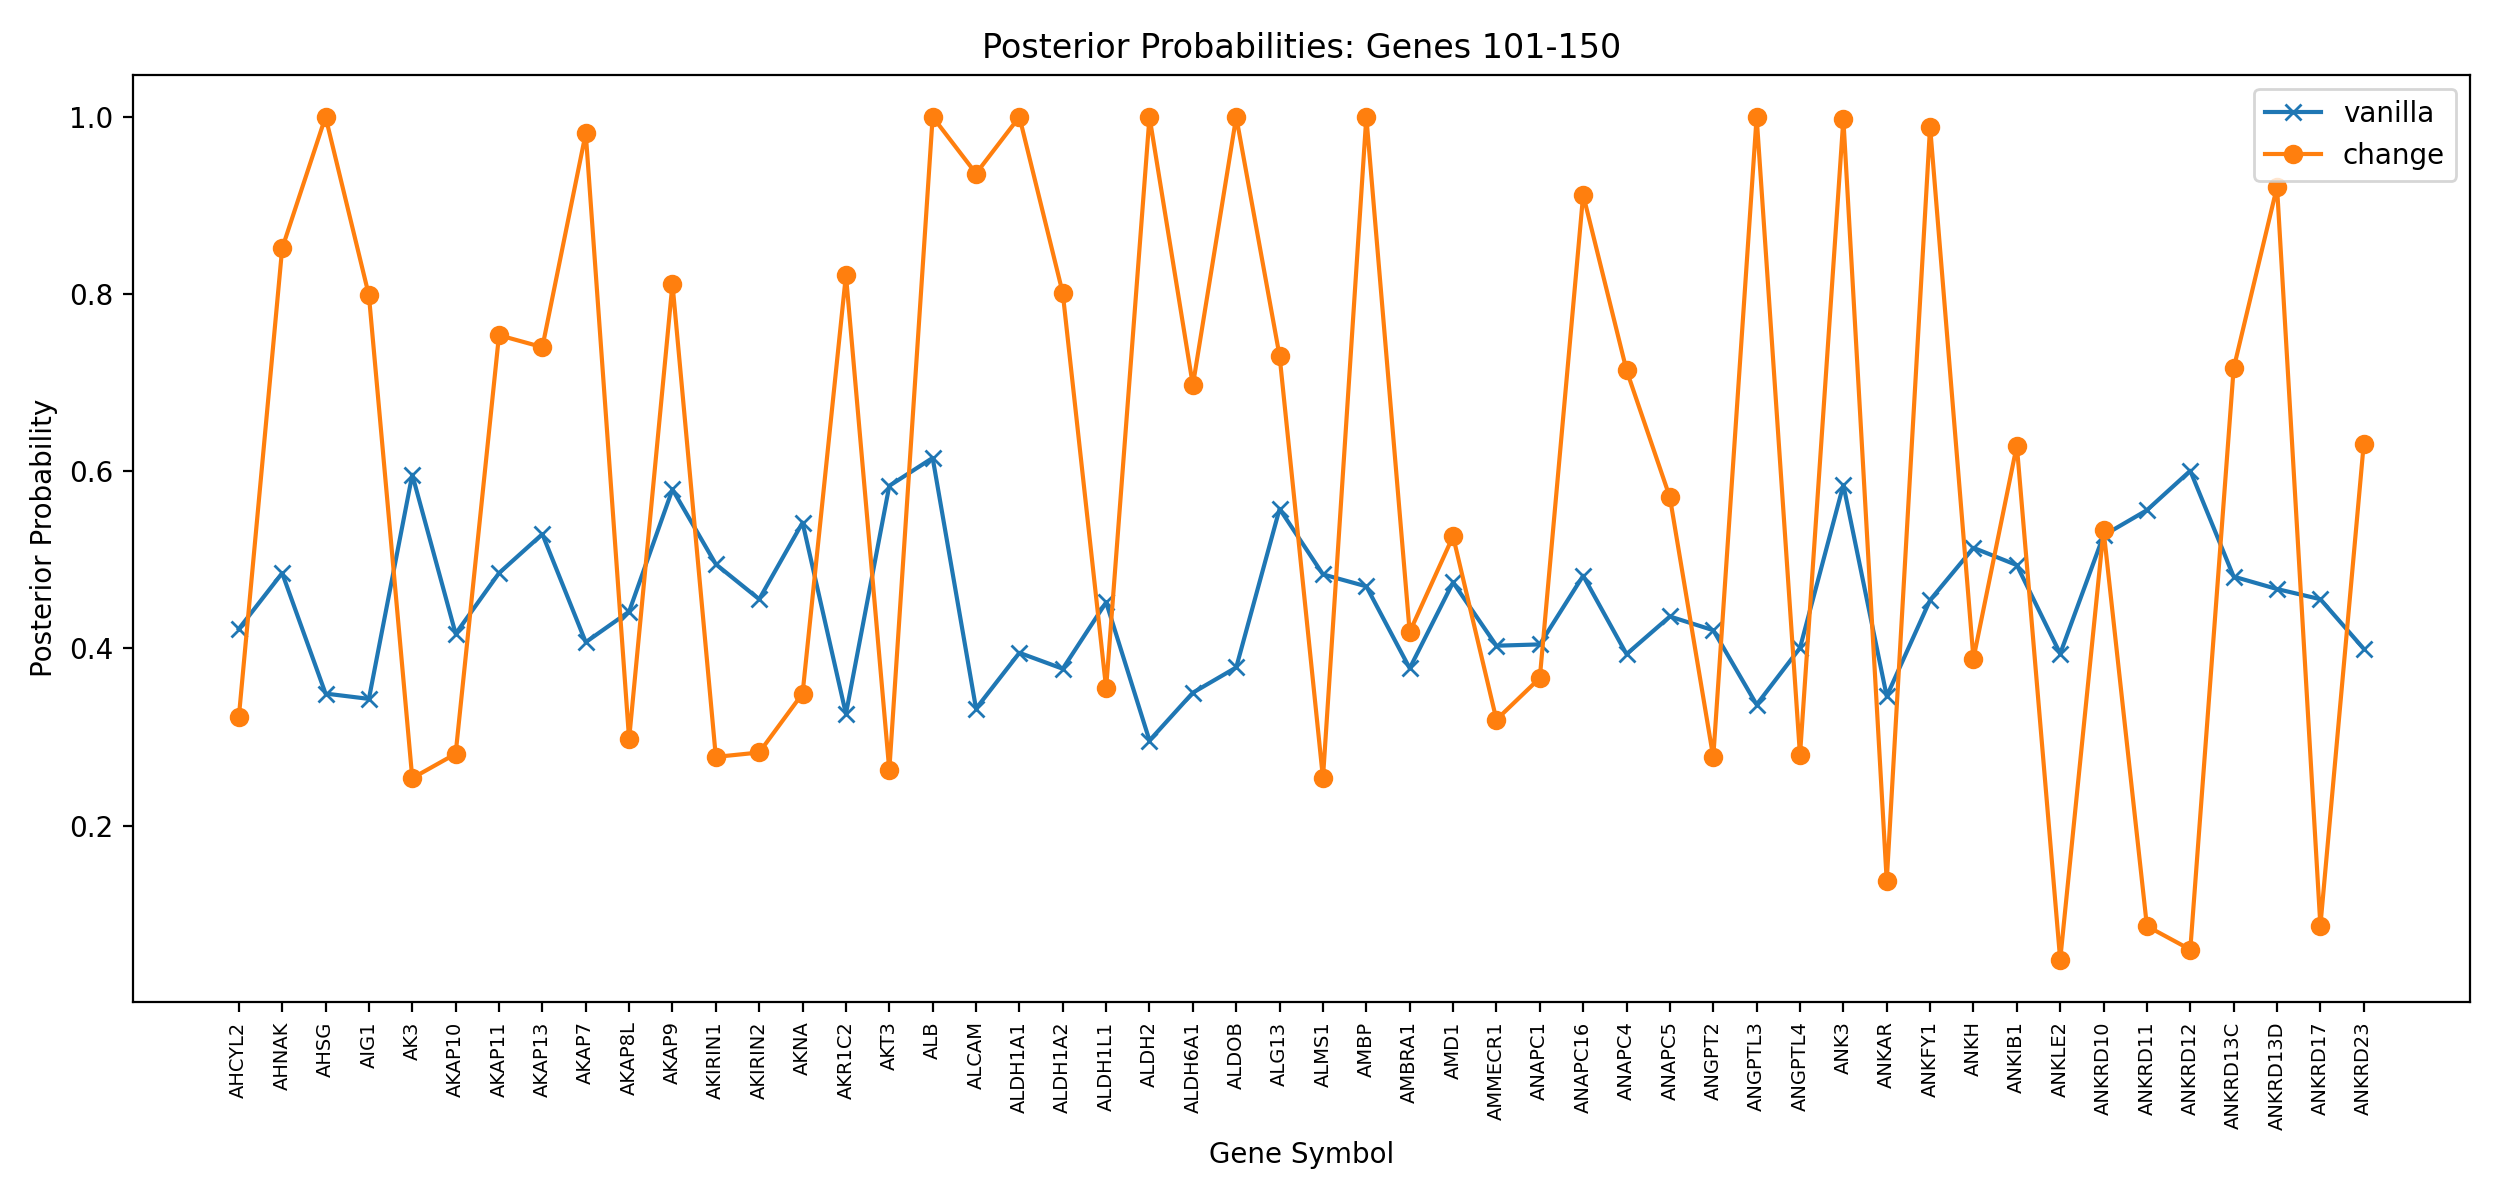 Posterior Probabilities: Genes 101-150
vanilla
change
1.0
0.8
0.6
0.4
0.2
Posterior Probability
AHCYL2
AHNAK
AHSG
AIG1
AK3
AKAP10
AKAP11
AKAP13
AKAP7
AKAP8L
AKAP9
AKIRIN1
AKIRIN2
AKNA
AKR1C2
AKT3
ALB
ALCAM
ALDH1A1
ALDH1A2
ALDH1L1
ALDH2
ALDH6A1
ALDOB
ALG13
ALMS1
AMBP
AMBRA1
AMD1
AMMECR1
ANAPC1
ANAPC16
ANAPC4
ANAPC5
ANGPT2
ANGPTL3
ANGPTL4
ANK3
ANKAR
ANKFY1
ANKH
ANKIB1
ANKLE2
ANKRD10
ANKRD11
ANKRD12
ANKRD13C
ANKRD13D
ANKRD17
ANKRD23
Gene Symbol